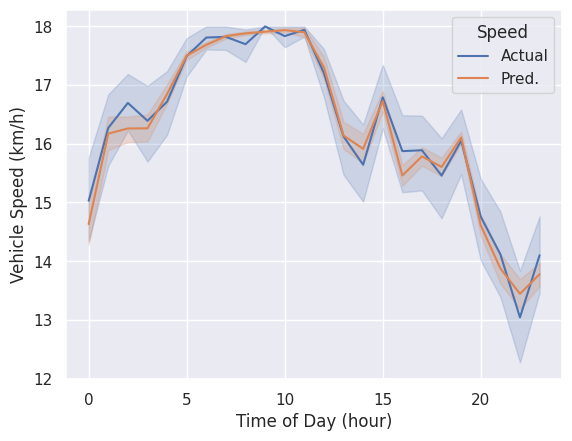 Speed
Actual
Pred.
18
17
16
15
14
13
12
Vehicle Speed (km/h)
0 5 10 15 20
Time of Day (hour)